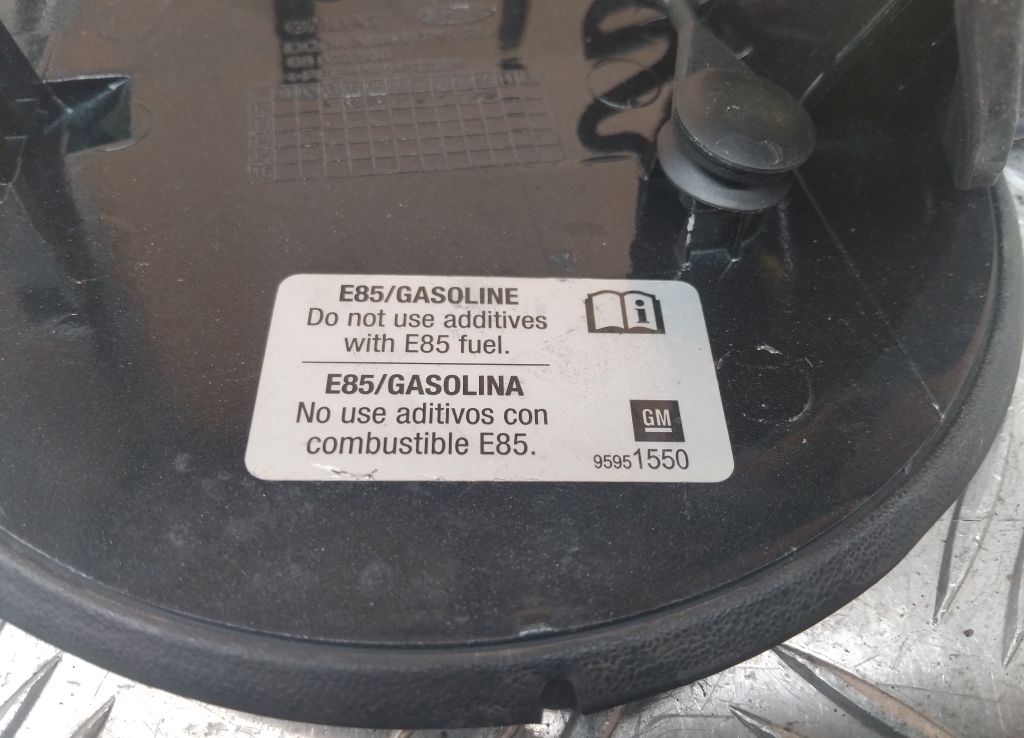 E85/GASOLINE
Do not use additives
with E85 fuel.
E85/GASOLINA
No use aditivos con
combustible E85.
GM
95951550